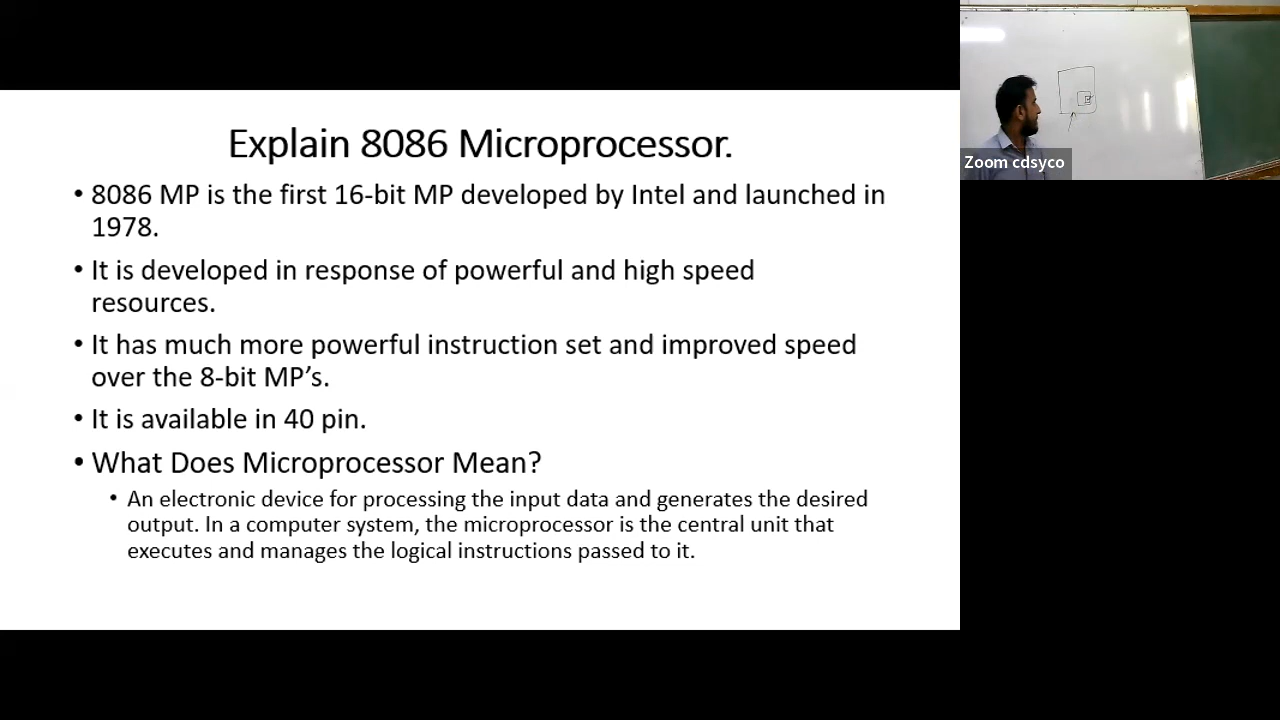 Explain 8086 Microprocessor.
• 8086 MP is the first 16-bit MP developed by Intel and launched in
1978.
• It is developed in response of powerful and high speed
resources.
• It has much more powerful instruction set and improved speed
over the 8-bit MP’s.
• It is available in 40 pin.
• What Does Microprocessor Mean?
• An electronic device for processing the input data and generates the desired
output. In a computer system, the microprocessor is the central unit that
executes and manages the logical instructions passed to it.
Zoom cdsyco